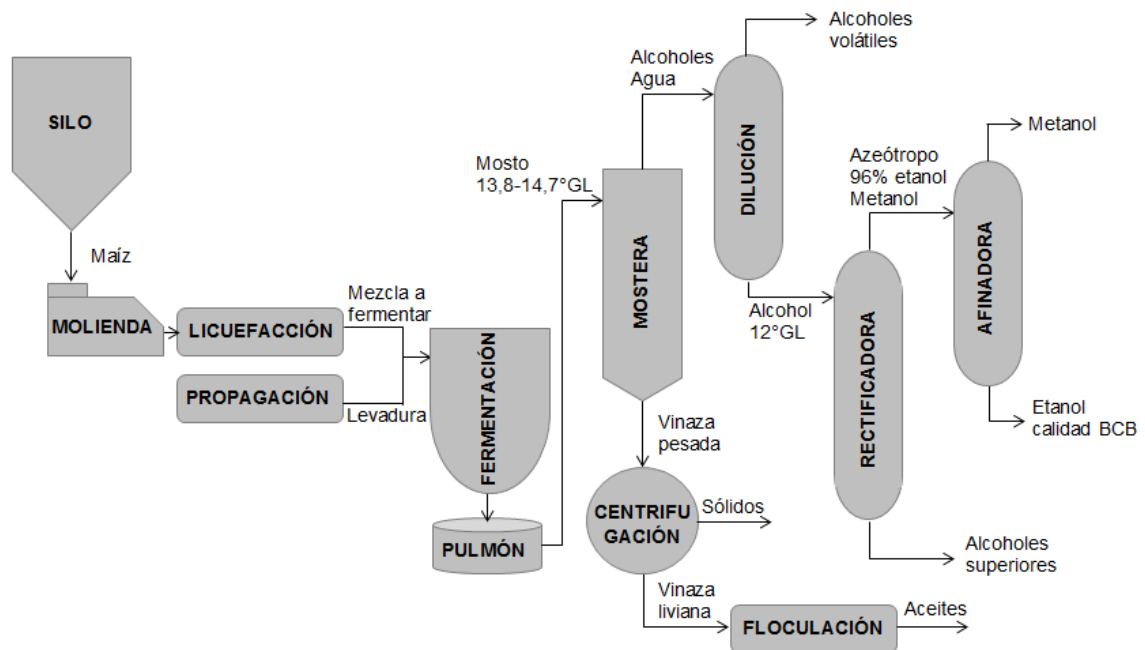 SILO
Maíz
MOLIENDA
LICUEFACCIÓN
Mezcla a
fermentar
PROPAGACIÓN
Levadura
FERMENTACIÓN
PULMÓN
Mosto
13,8-14,7°GL
MOSTERA
Alcoholes
Agua
Vinaza
pesada
CENTRIFU
GACIÓN
Sólidos
Vinaza
liviana
FLOCULACIÓN
Aceites
DILUCIÓN
Alcoholes
volátiles
Alcohol
12°GL
RECTIFICADORA
Azeótropo
96% etanol
Metanol
Alcoholes
superiores
AFINADORA
Metanol
Etanol
calidad BCB